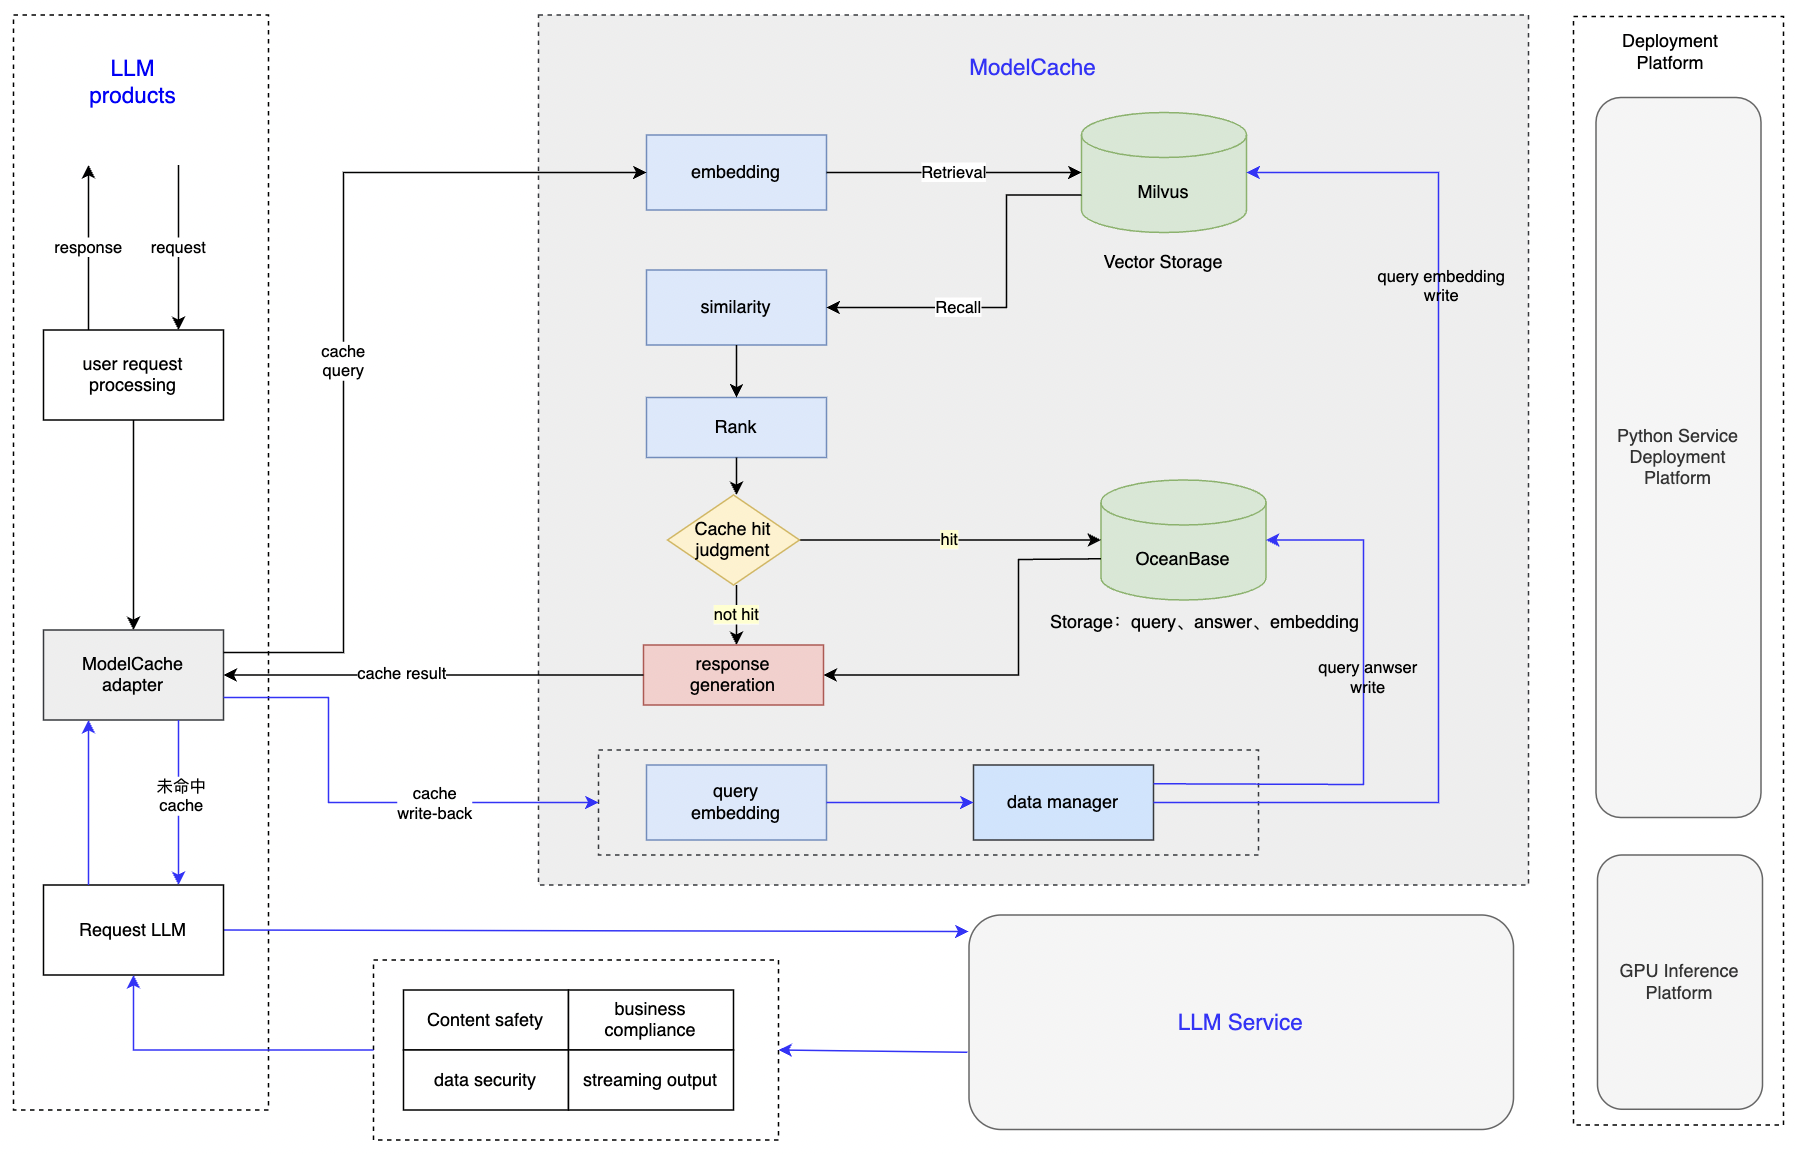 LLM
products
response
request
user request
processing
cache
query
ModelCache
adapter
cache result
未命中
cache
cache
write-back
Request LLM
ModelCache
embedding
Retrieval
Milvus
Vector Storage
similarity
Recall
query embedding
write
Rank
Cache hit
judgment
hit
not hit
OceanBase
Storage：query、answer、embedding
response
generation
query anwser
write
query
embedding
data manager
Content safety
business
compliance
data security
streaming output
LLM Service
Deployment
Platform
Python Service
Deployment
Platform
GPU Inference
Platform